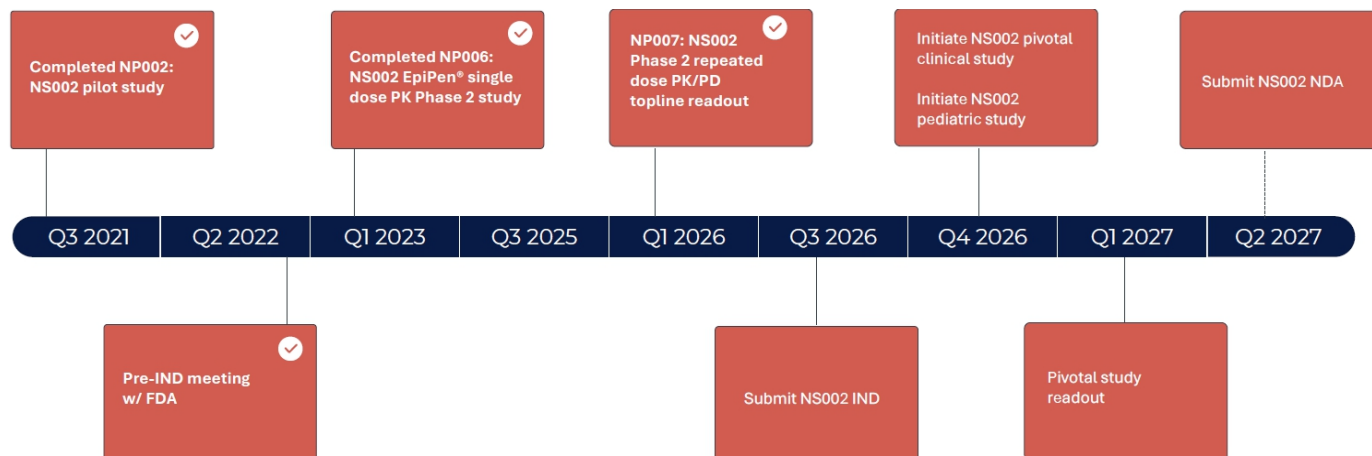 Completed NP002:
NS002 pilot study
Completed NP006:
NS002 EpiPen® single
dose PK Phase 2 study
NP007: NS002
Phase 2 repeated
dose PK/PD
topline readout
Initiate NS002 pivotal
clinical study
Initiate NS002
pediatric study
Submit NS002 NDA
Q3 2021
Q2 2022
Q1 2023
Q3 2025
Q1 2026
Q3 2026
Q4 2026
Q1 2027
Q2 2027
Pre-IND meeting
w/ FDA
Submit NS002 IND
Pivotal study
readout